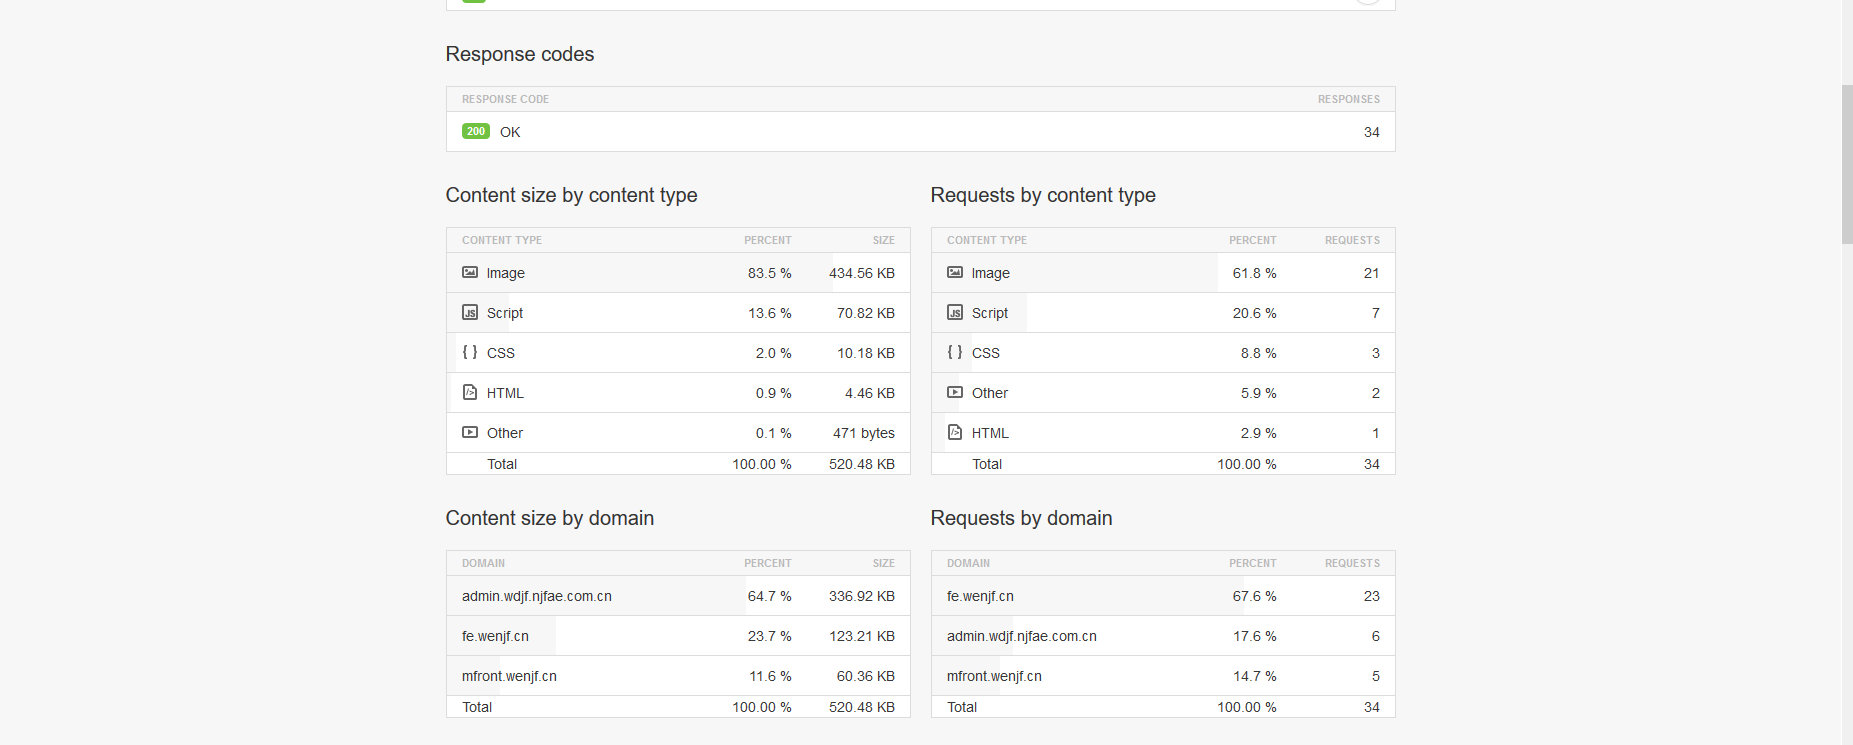 Response codes
RESPONSE CODE RESPONSES
200 OK 34
Content size by content type
CONTENT TYPE PERCENT SIZE
Image 83.5 % 434.56 KB
Script 13.6 % 70.82 KB
CSS 2.0 % 10.18 KB
HTML 0.9 % 4.46 KB
Other 0.1 % 471 bytes
Total 100.00 % 520.48 KB
Requests by content type
CONTENT TYPE PERCENT REQUESTS
Image 61.8 % 21
Script 20.6 % 7
CSS 8.8 % 3
Other 5.9 % 2
HTML 2.9 % 1
Total 100.00 % 34
Content size by domain
DOMAIN PERCENT SIZE
admin.wdjf.njfae.com.cn 64.7 % 336.92 KB
fe.wenjf.cn 23.7 % 123.21 KB
mfront.wenjf.cn 11.6 % 60.36 KB
Total 100.00 % 520.48 KB
Requests by domain
DOMAIN PERCENT REQUESTS
fe.wenjf.cn 67.6 % 23
admin.wdjf.njfae.com.cn 17.6 % 6
mfront.wenjf.cn 14.7 % 5
Total 100.00 % 34